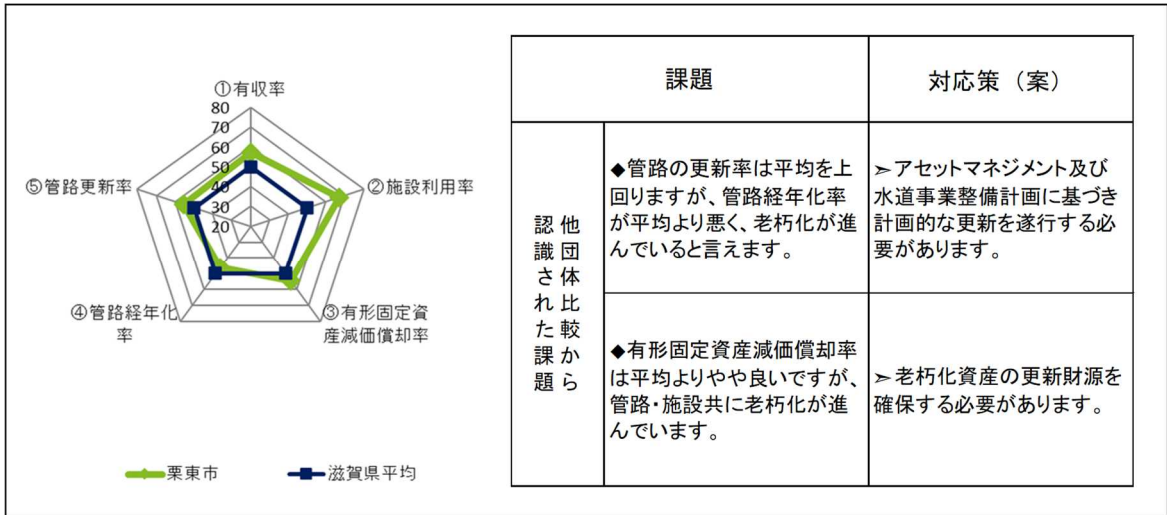 ①有収率
80
70
60
50
40
30
20
②施設利用率
③有形固定資
産減価償却率
④管路経年化
率
⑤管路更新率
栗東市
滋賀県平均
課題
対応策（案）
他団体比較から
認識された課題
◆管路の更新率は平均を上
回りますが、管路経年化率
が平均より悪く、老朽化が進
んでいると言えます。
➣アセットマネジメント及び
水道事業整備計画に基づき
計画的な更新を遂行する必
要があります。
◆有形固定資産減価償却率
は平均よりやや良いですが、
管路・施設共に老朽化が進
んでいます。
➣老朽化資産の更新財源を
確保する必要があります。